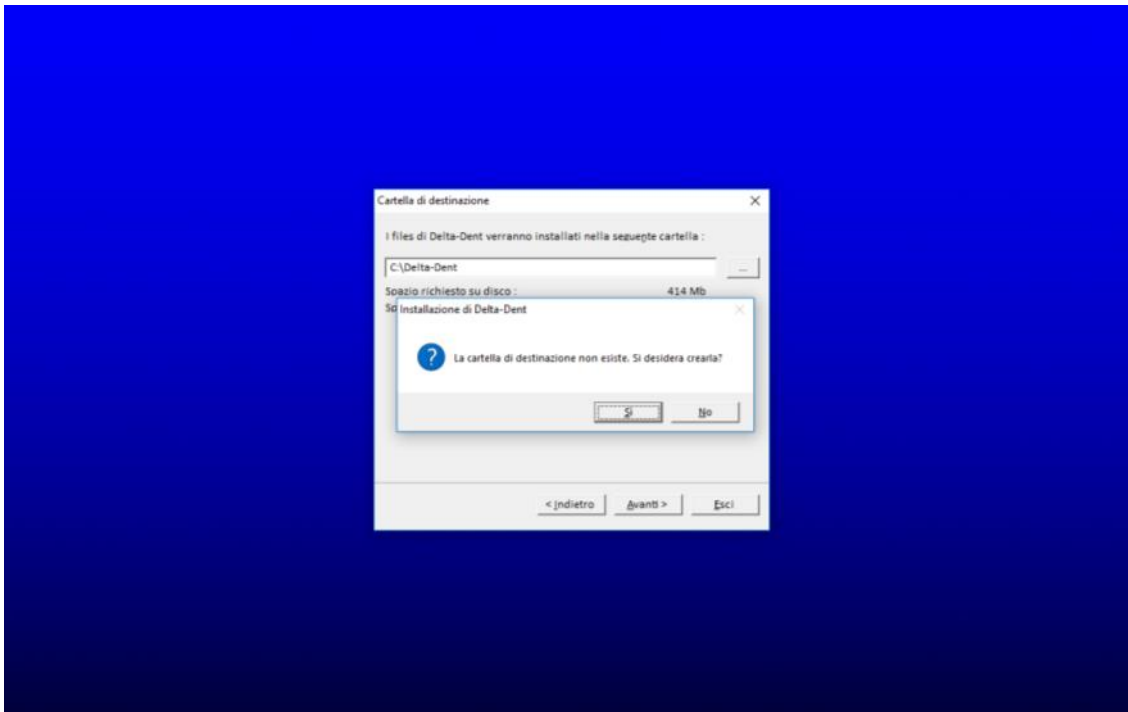 Cartella di destinazione
I files di Delta-Dent verranno installati nella seguente cartella :
C:\Delta-Dent
...
Spazio richiesto su disco : 414 Mb
Installazione di Delta-Dent
La cartella di destinazione non esiste. Si desidera crearla?
Sì
No
< Indietro
Avanti >
Esci